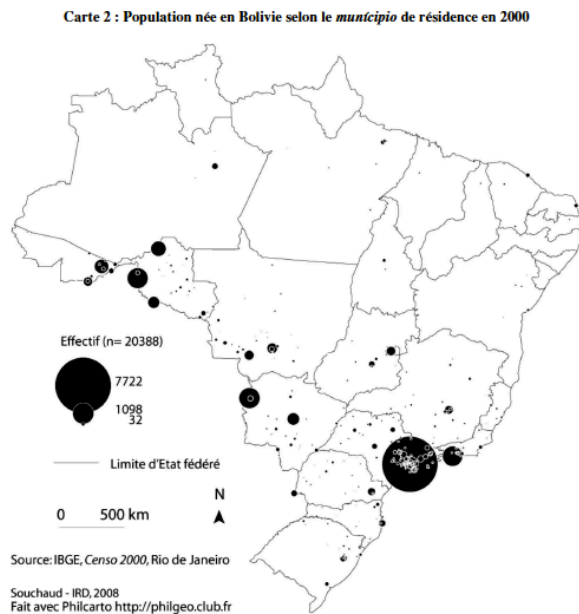 Carte 2 : Population née en Bolivie selon le município de résidence en 2000
Effectif (n= 20388)
7722
1098
32
Limite d'Etat fédéré
N
0 500 km
Source: IBGE, Censo 2000, Rio de Janeiro
Souchaud - IRD, 2008
Fait avec Philcarto http://philgeo.club.fr